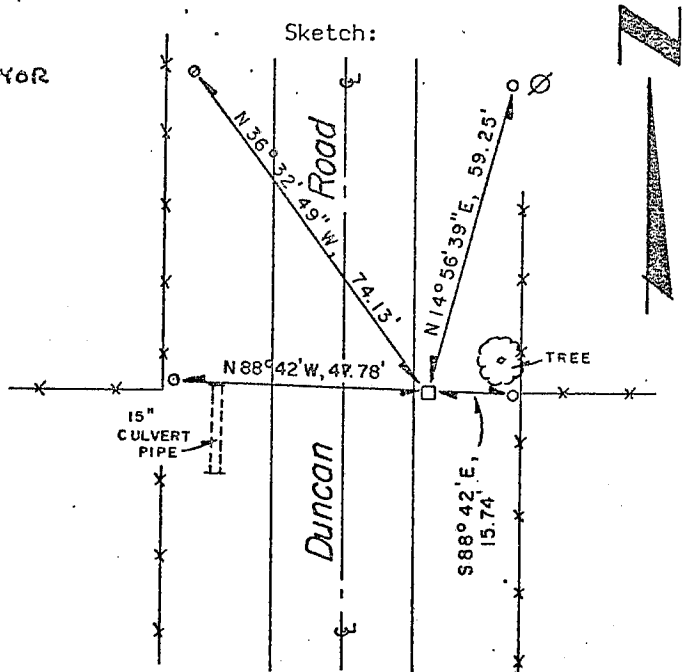 Sketch:
YOR
N 36° 32' 49" W, 74.13'
Road
N 14° 56' 39" E, 59.25'
N
TREE
N 88° 42' W, 47.78'
15"
CULVERT
PIPE
Duncan
S 88° 42' E,
15.74'